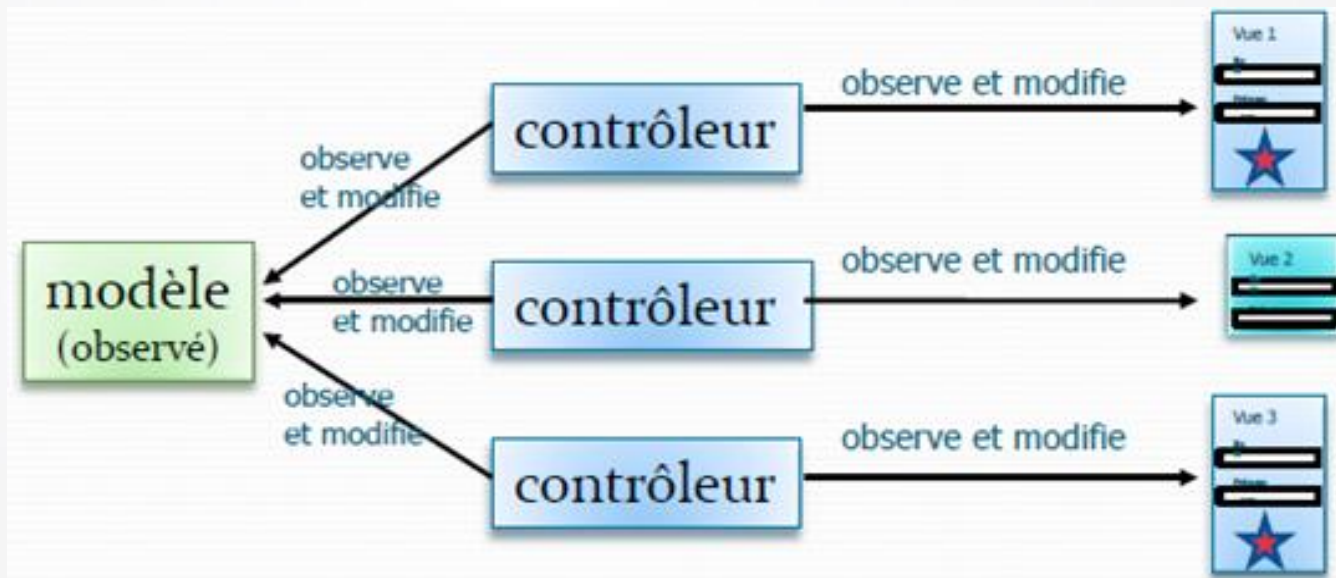 observe et modifie
Vue 1
contrôleur
observe
et modifie
modèle
(observé)
observe
et modifie
contrôleur
observe et modifie
Vue 2
observe
et modifie
contrôleur
observe et modifie
Vue 3